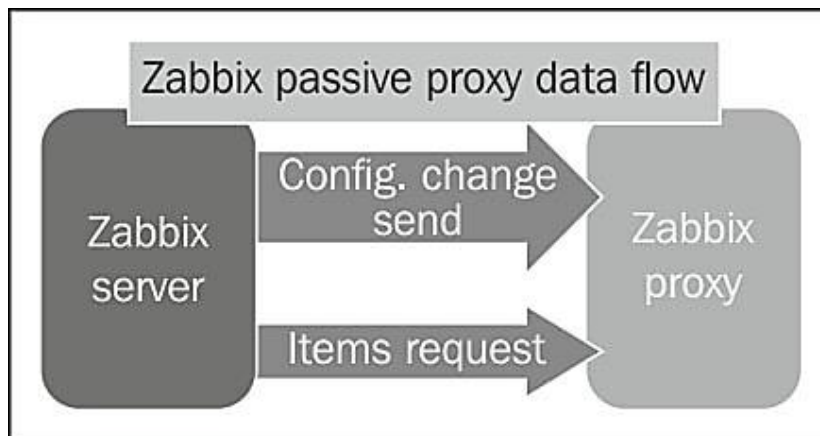 Zabbix passive proxy data flow
Zabbix
server
Config. change
send
Items request
Zabbix
proxy